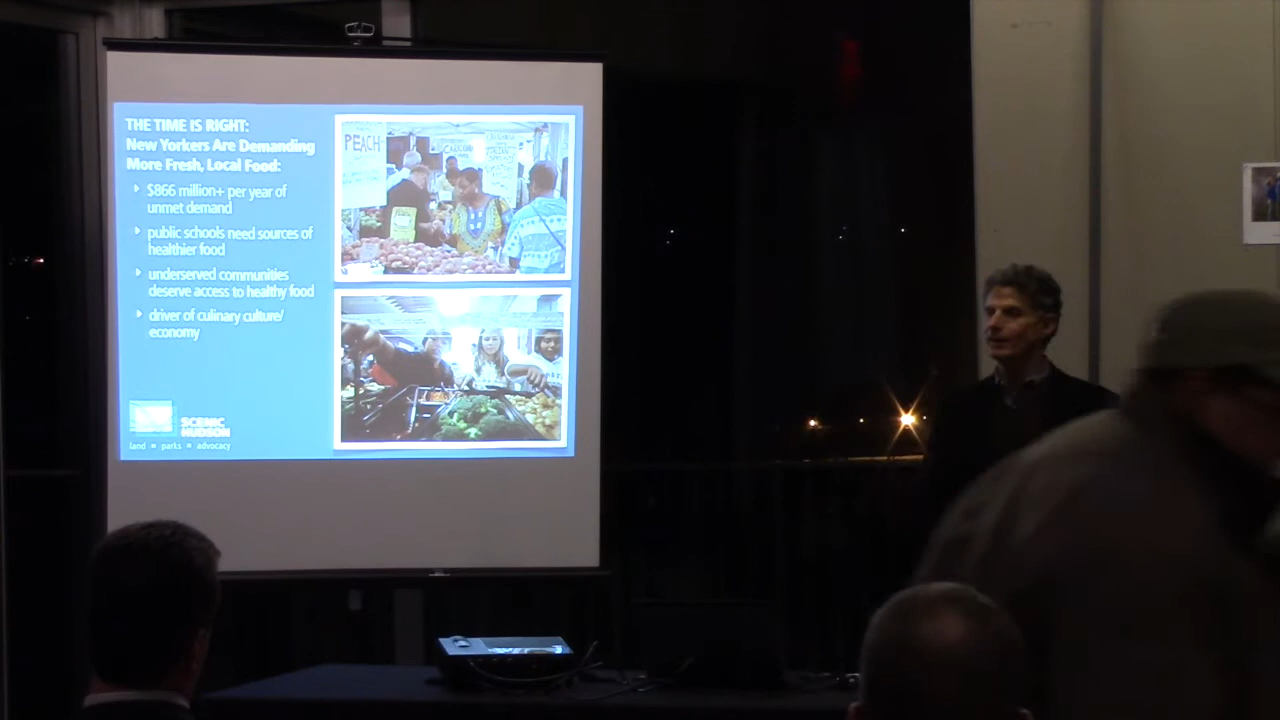 THE TIME IS RIGHT:
New Yorkers Are Demanding
More Fresh, Local Food:
$866 million+ per year of
unmet demand
public schools need sources of
healthier food
underserved communities
deserve access to healthy food
driver of culinary culture/
economy
SCENIC
HUDSON
land = parks = advocacy
PEACH